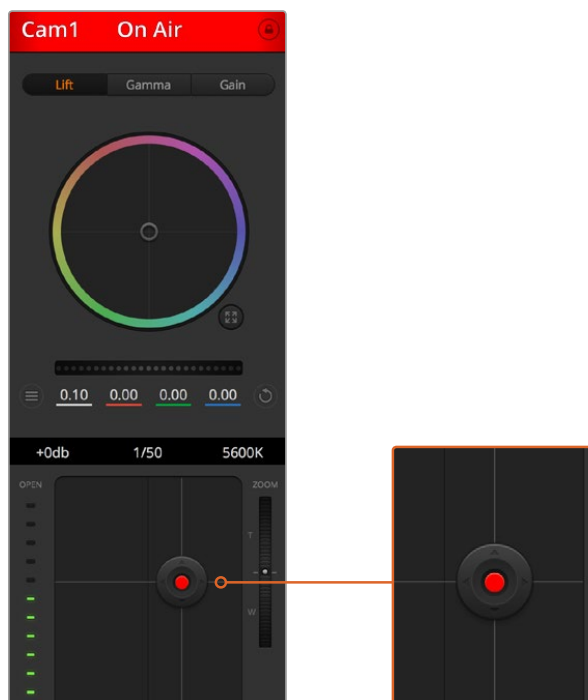 Cam1 On Air
Lift Gamma Gain
0.10 0.00 0.00 0.00
+0db 1/50 5600K
OPEN ZOOM
T
W